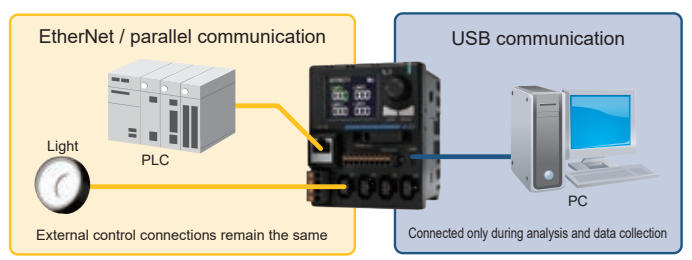 EtherNet / parallel communication
USB communication
Light
PLC
PC
External control connections remain the same
Connected only during analysis and data collection